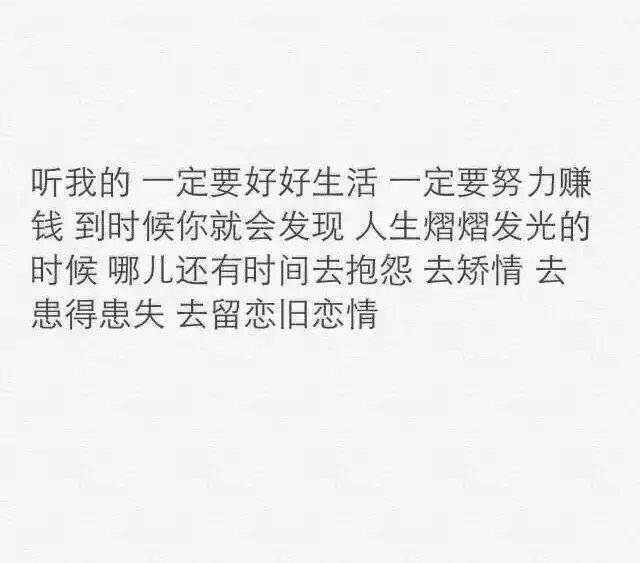 听我的 一定要好好生活 一定要努力赚
钱 到时候你就会发现 人生熠熠发光的
时候 哪儿还有时间去抱怨 去矫情 去
患得患失 去留恋旧恋情